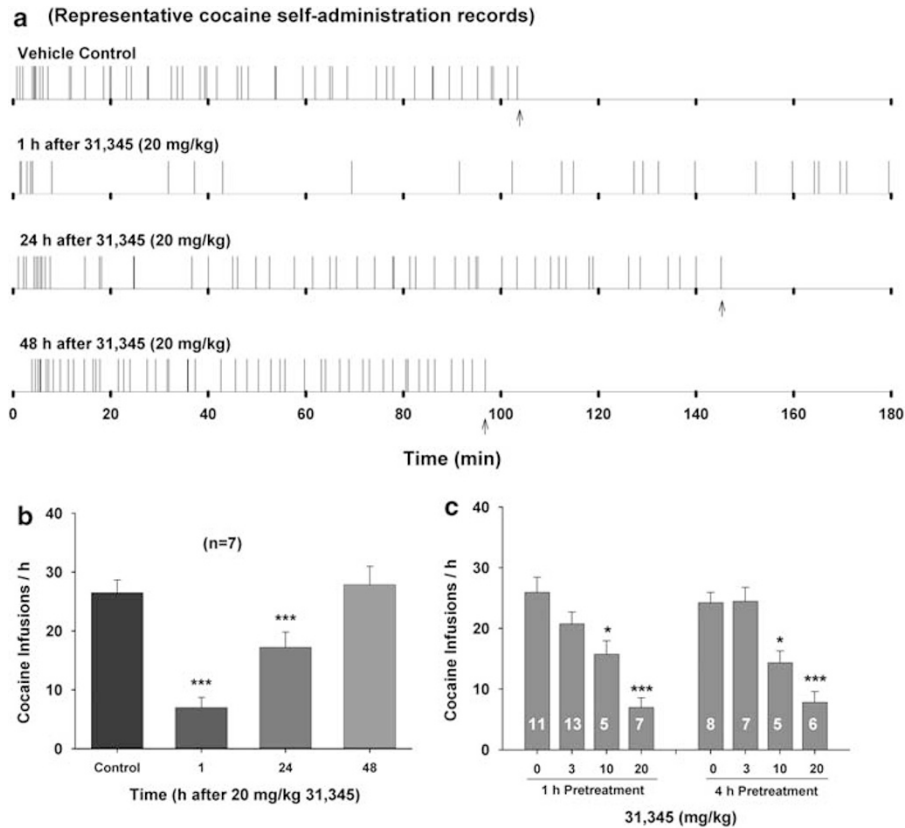 a (Representative cocaine self-administration records)
Vehicle Control
1 h after 31,345 (20 mg/kg)
24 h after 31,345 (20 mg/kg)
48 h after 31,345 (20 mg/kg)
0 20 40 60 80 100 120 140 160 180
Time (min)
b
40
30
20
10
0
Cocaine Infusions / h
(n=7)
***
***
Control 1 24 48
Time (h after 20 mg/kg 31,345)
c
40
30
20
10
0
Cocaine Infusions / h
*
***
*
***
11 13 5 7 8 7 5 6
0 3 10 20 0 3 10 20
1 h Pretreatment 4 h Pretreatment
31,345 (mg/kg)